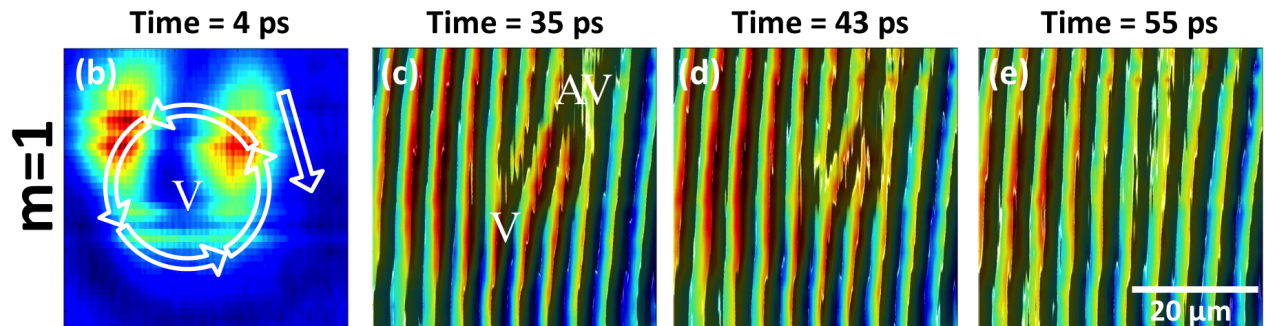 Time = 4 ps
Time = 35 ps
Time = 43 ps
Time = 55 ps
m=1
(b)
V
(c)
AV
V
(d)
(e)
20 µm